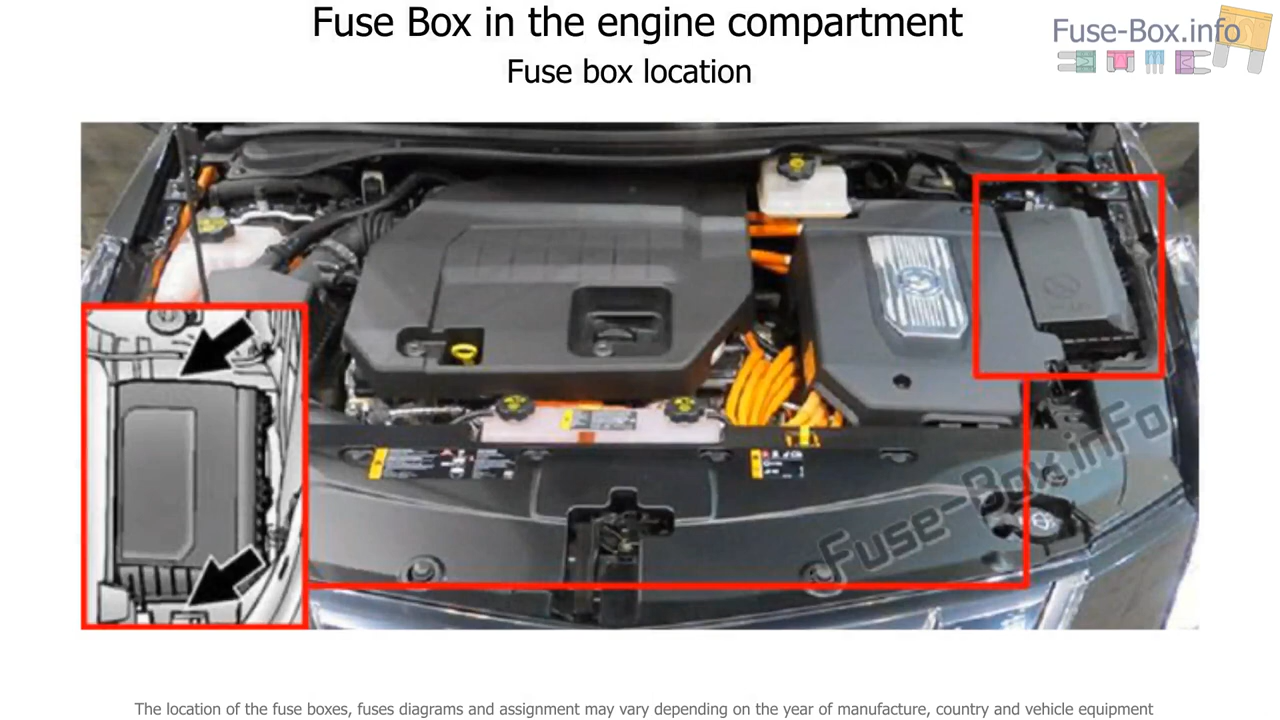 Fuse Box in the engine compartment
Fuse-Box.info
Fuse box location
Fuse-Box.inFo
The location of the fuse boxes, fuses diagrams and assignment may vary depending on the year of manufacture, country and vehicle equipment